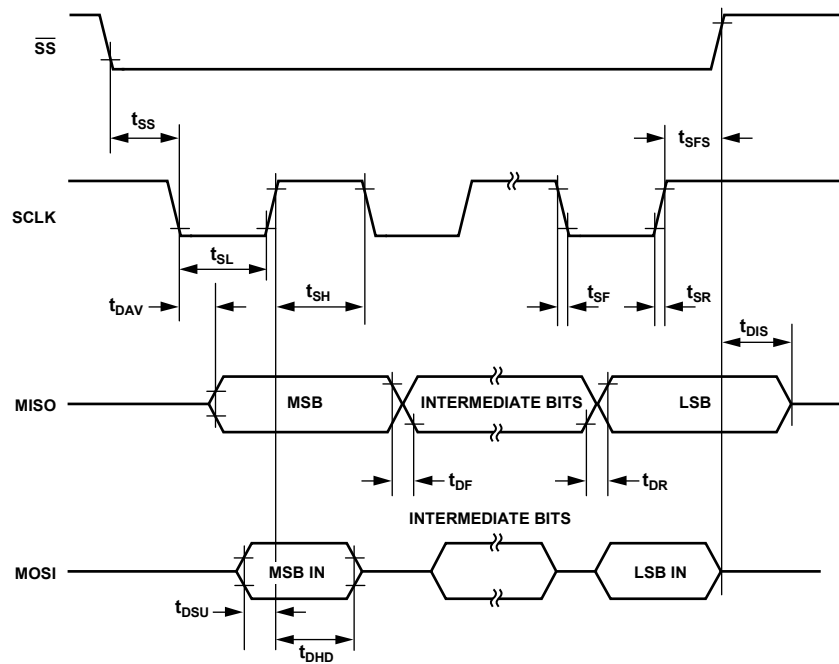 SS
tSS
tSFS
SCLK
tSL
tDAV
tSH
tSF
tSR
tDIS
MISO
MSB
INTERMEDIATE BITS
LSB
tDF
tDR
INTERMEDIATE BITS
MOSI
MSB IN
LSB IN
tDSU
tDHD